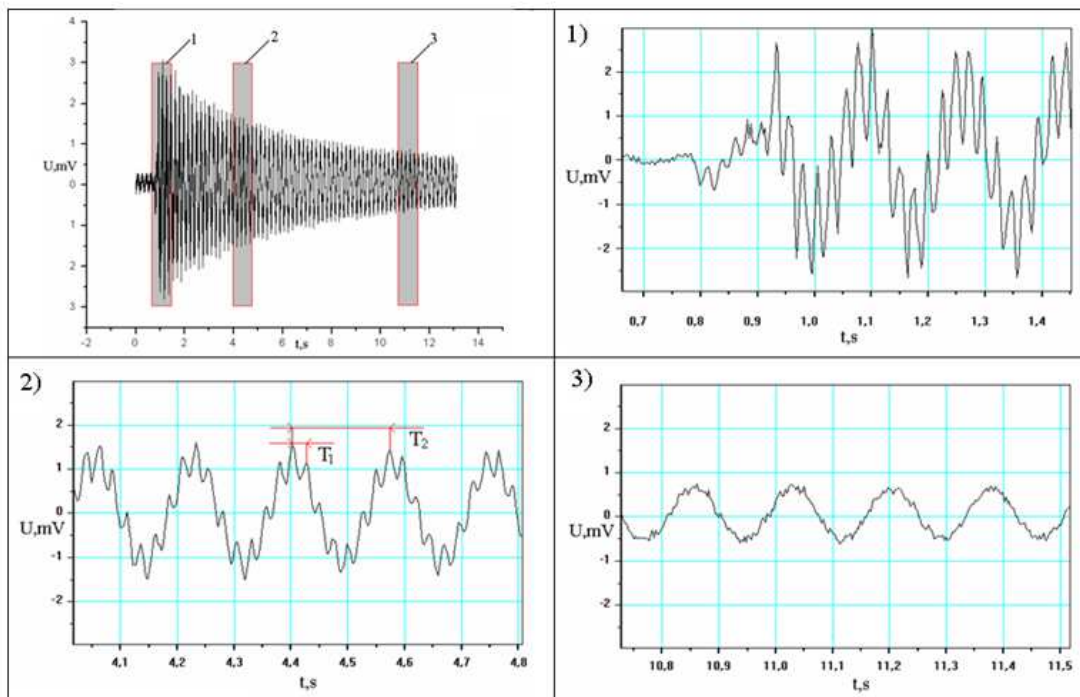 4
3
2
1
U,mV
0
1
2
3
4
-2 0 2 4 6 8 10 12 14
t,s
1 2 3
1)
2
1
0
U,mV
-1
-2
0,7 0,8 0,9 1,0 1,1 1,2 1,3 1,4
t,s
2)
2
1
0
U,mV
-1
-2
T₂
T₁
4,1 4,2 4,3 4,4 4,5 4,6 4,7 4,8
t,s
3)
2
1
0
U,mV
-1
-2
10,8 10,9 11,0 11,1 11,2 11,3 11,4 11,5
t,s